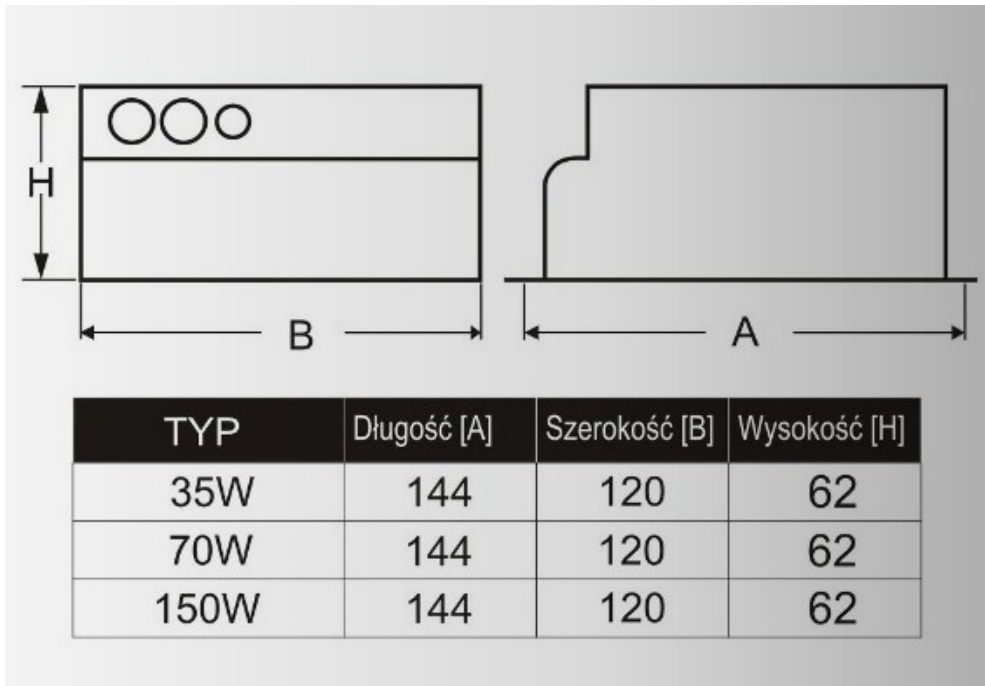 H
B
A
TYP Długość [A] Szerokość [B] Wysokość [H]
35W 144 120 62
70W 144 120 62
150W 144 120 62